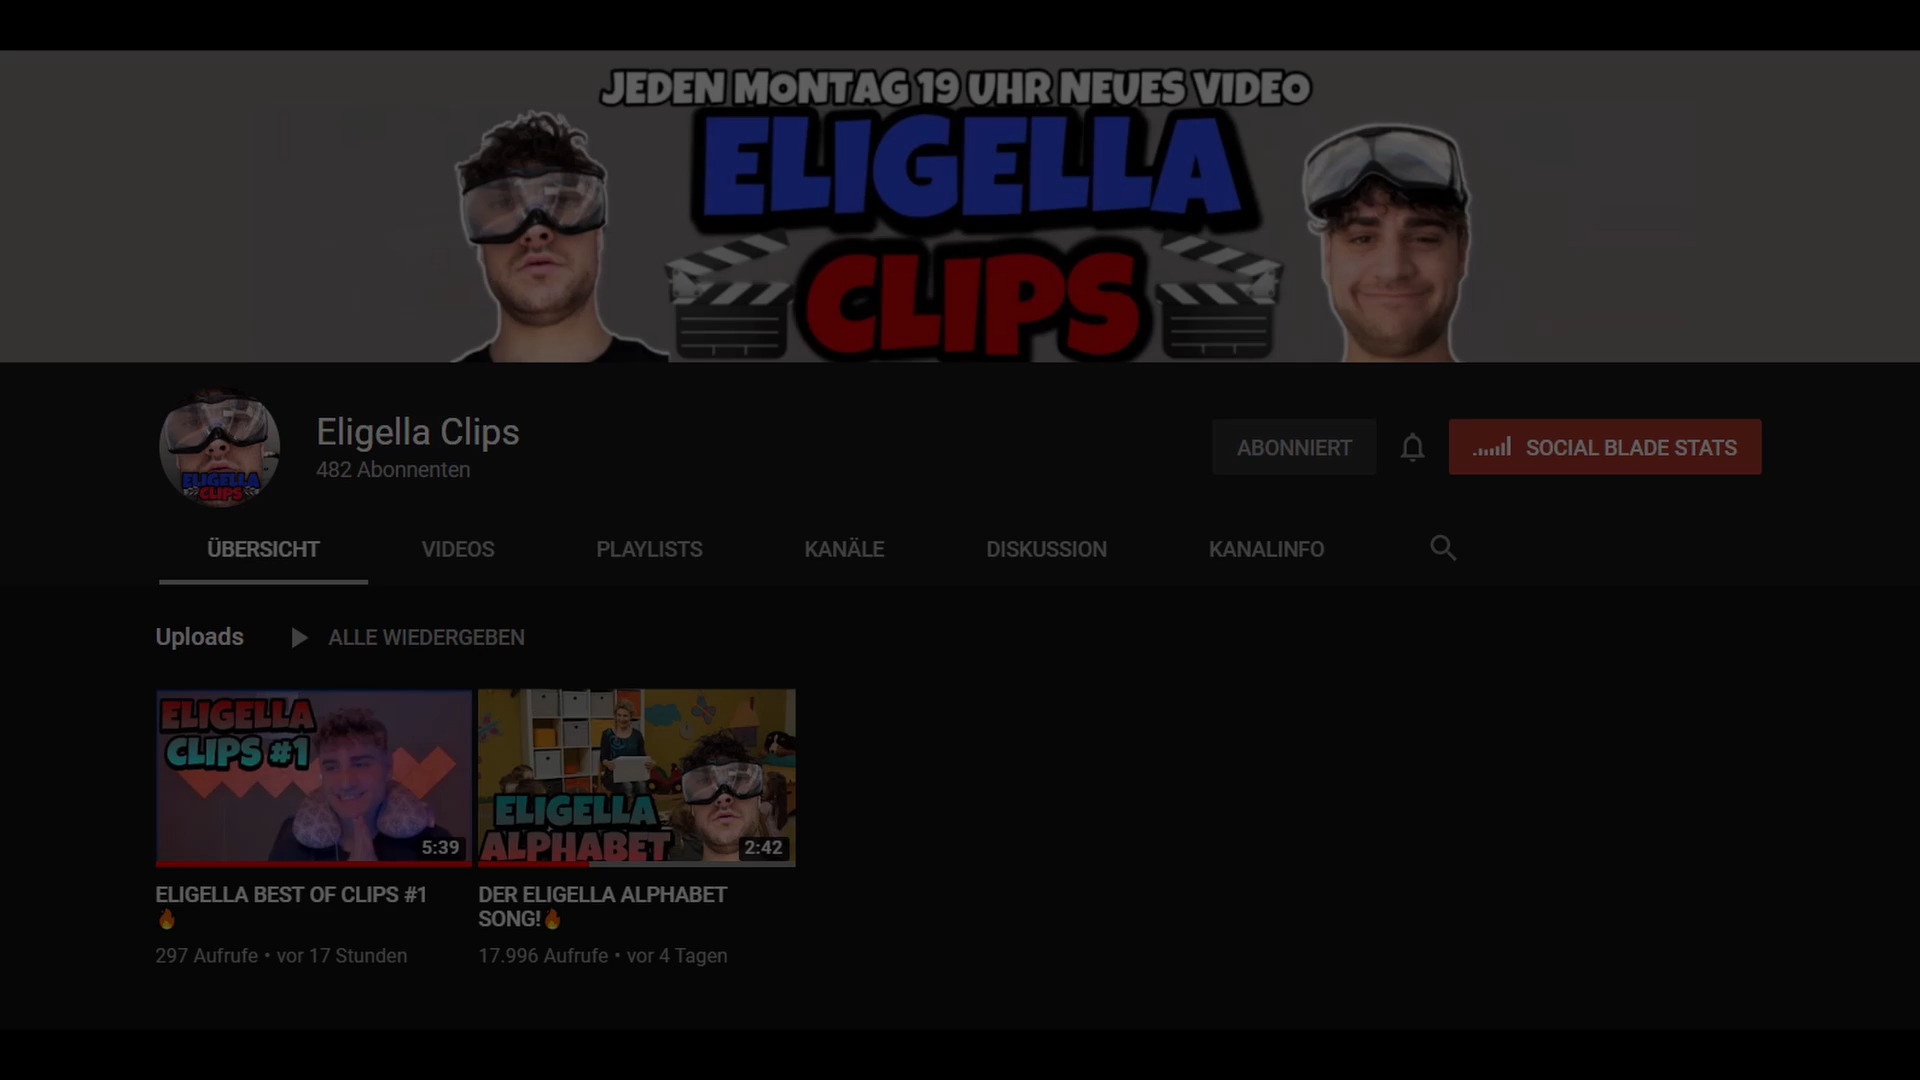 JEDEN MONTAG 19 UHR NEUES VIDEO
ELIGELLA
CLIPS
ELIGELLA
CLIPS
Eligella Clips
482 Abonnenten
ABONNIERT
SOCIAL BLADE STATS
ÜBERSICHT
VIDEOS
PLAYLISTS
KANÄLE
DISKUSSION
KANALINFO
Uploads
ALLE WIEDERGEBEN
ELIGELLA
CLIPS #1
5:39
ELIGELLA
ALPHABET
2:42
ELIGELLA BEST OF CLIPS #1
🔥
297 Aufrufe • vor 17 Stunden
DER ELIGELLA ALPHABET
SONG!🔥
17.996 Aufrufe • vor 4 Tagen